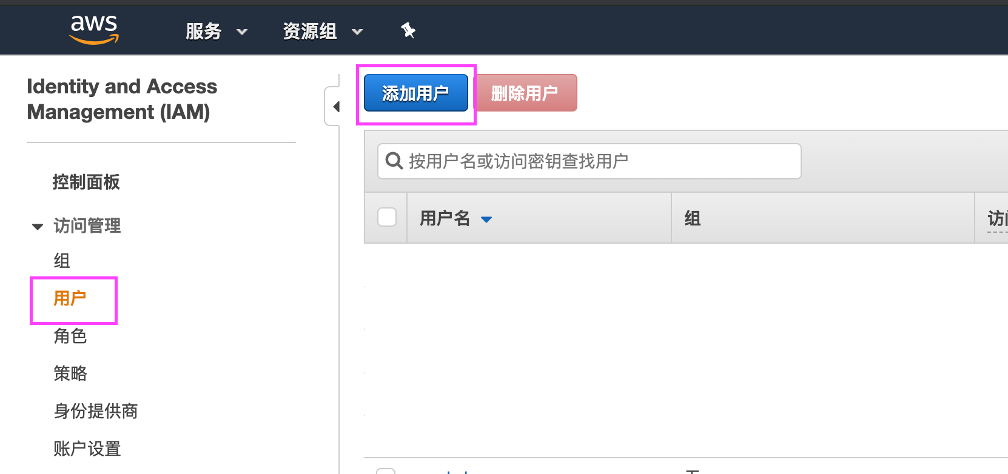 aws
服务
资源组
Identity and Access
Management (IAM)
添加用户
删除用户
按用户名或访问密钥查找用户
控制面板
用户名
组
访问管理
组
用户
角色
策略
身份提供商
账户设置